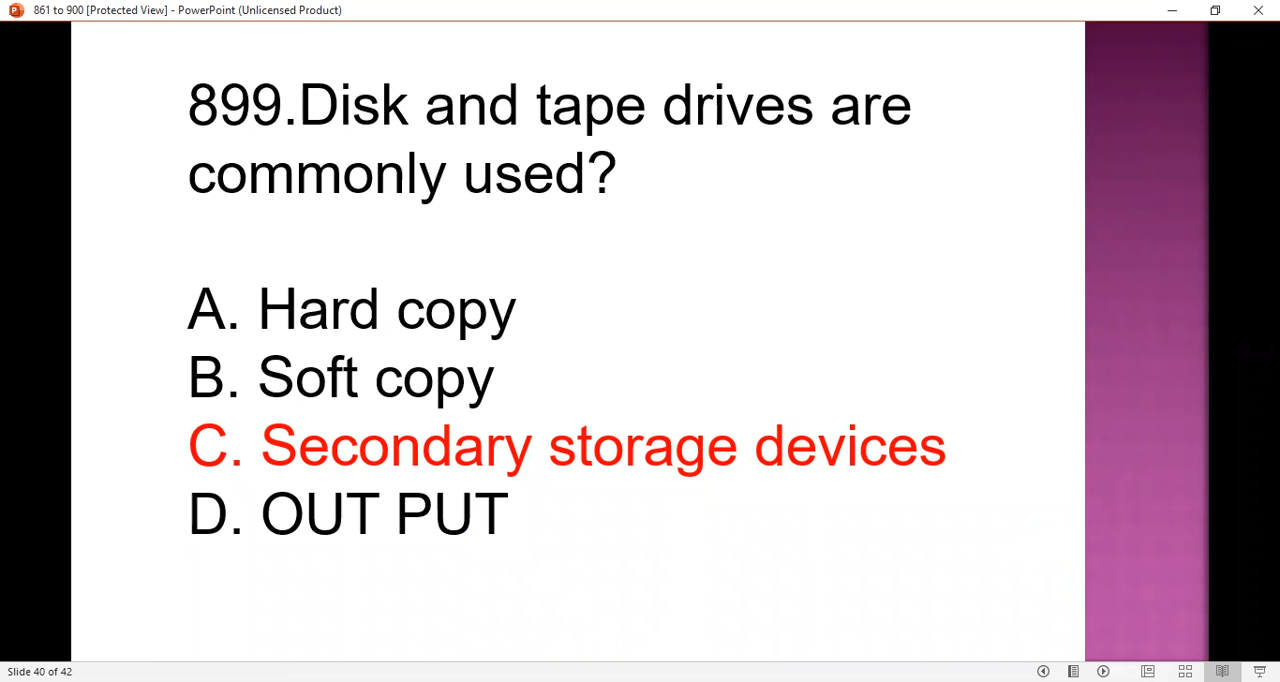 861 to 900 [Protected View] - PowerPoint (Unlicensed Product)
899.Disk and tape drives are
commonly used?
A. Hard copy
B. Soft copy
C. Secondary storage devices
D. OUT PUT
Slide 40 of 42